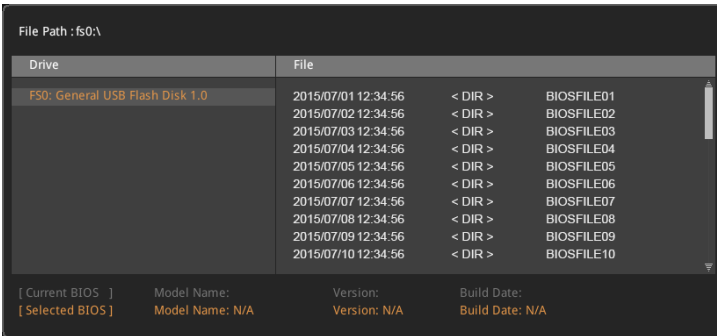 File Path : fs0:\
Drive File
FS0: General USB Flash Disk 1.0
2015/07/01 12:34:56 < DIR > BIOSFILE01
2015/07/02 12:34:56 < DIR > BIOSFILE02
2015/07/03 12:34:56 < DIR > BIOSFILE03
2015/07/04 12:34:56 < DIR > BIOSFILE04
2015/07/05 12:34:56 < DIR > BIOSFILE05
2015/07/06 12:34:56 < DIR > BIOSFILE06
2015/07/07 12:34:56 < DIR > BIOSFILE07
2015/07/08 12:34:56 < DIR > BIOSFILE08
2015/07/09 12:34:56 < DIR > BIOSFILE09
2015/07/10 12:34:56 < DIR > BIOSFILE10
[ Current BIOS ] Model Name: Version: Build Date:
[ Selected BIOS ] Model Name: N/A Version: N/A Build Date: N/A